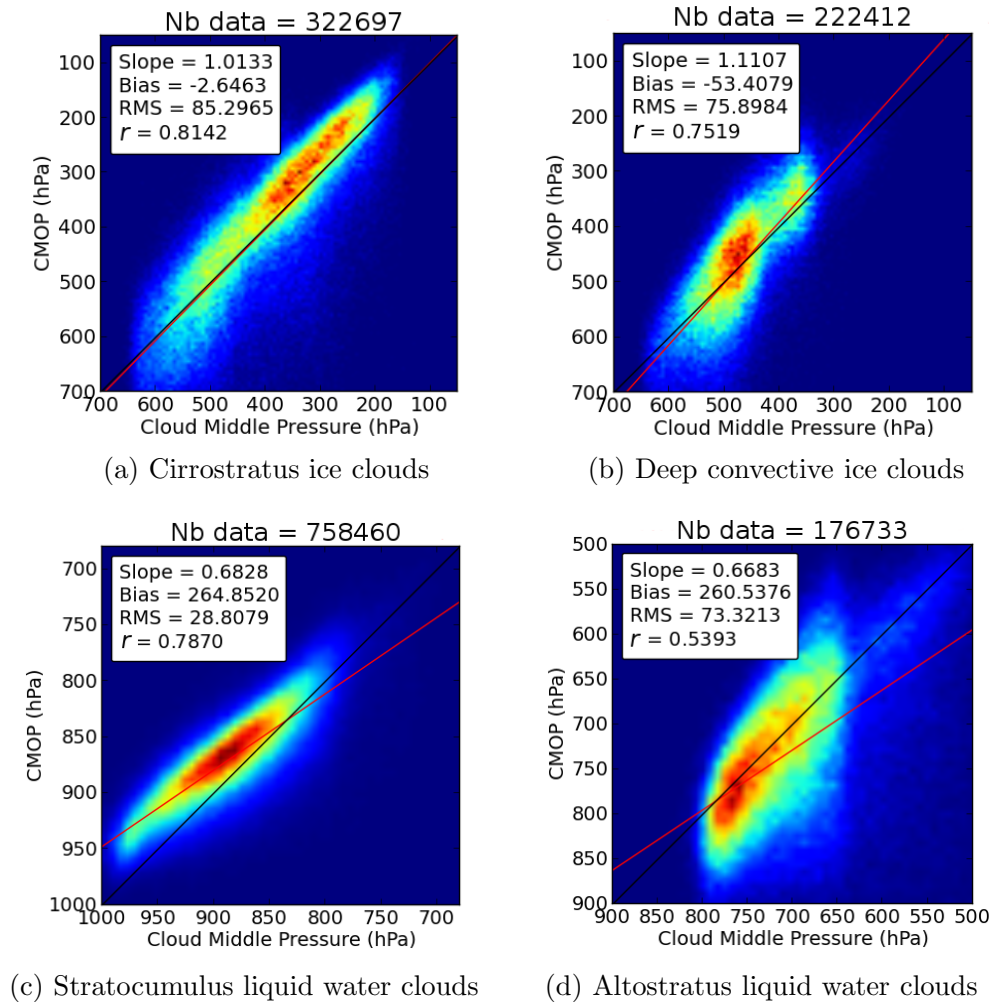 Nb data = 322697
Slope = 1.0133
Bias = -2.6463
RMS = 85.2965
r = 0.8142
CMOP (hPa)
100
200
300
400
500
600
700
700 600 500 400 300 200 100
Cloud Middle Pressure (hPa)
(a) Cirrostratus ice clouds
Nb data = 222412
Slope = 1.1107
Bias = -53.4079
RMS = 75.8984
r = 0.7519
CMOP (hPa)
100
200
300
400
500
600
700
700 600 500 400 300 200 100
Cloud Middle Pressure (hPa)
(b) Deep convective ice clouds
Nb data = 758460
Slope = 0.6828
Bias = 264.8520
RMS = 28.8079
r = 0.7870
CMOP (hPa)
700
750
800
850
900
950
1000
1000 950 900 850 800 750 700
Cloud Middle Pressure (hPa)
(c) Stratocumulus liquid water clouds
Nb data = 176733
Slope = 0.6683
Bias = 260.5376
RMS = 73.3213
r = 0.5393
CMOP (hPa)
500
550
600
650
700
750
800
850
900
900 850 800 750 700 650 600 550 500
Cloud Middle Pressure (hPa)
(d) Altostratus liquid water clouds